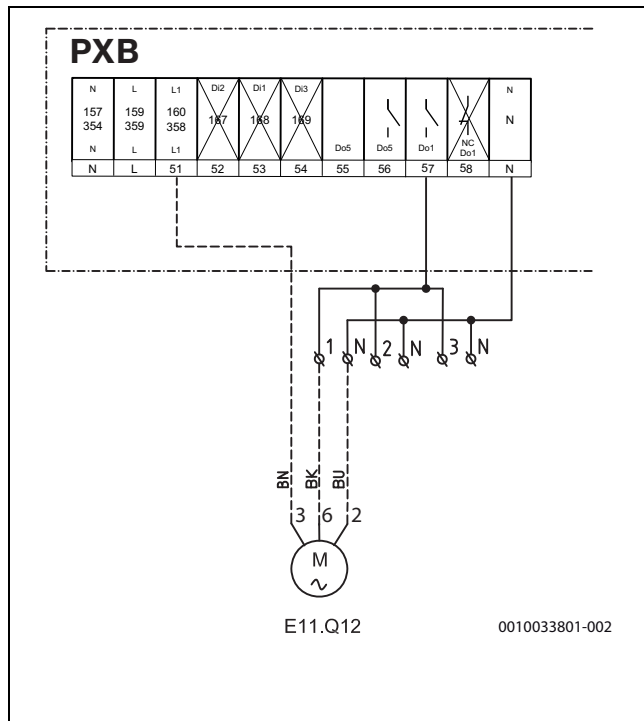 PXB
N L L1 Di2 Di1 Di3 N
157 159 160 167 168 169 N
354 359 358
N L L1 Do5 Do5 Do1 NC Do1
N L 51 52 53 54 55 56 57 58 N
1 N 2 N 3 N
BN BK BU
3 6 2
M
E11.Q12
0010033801-002